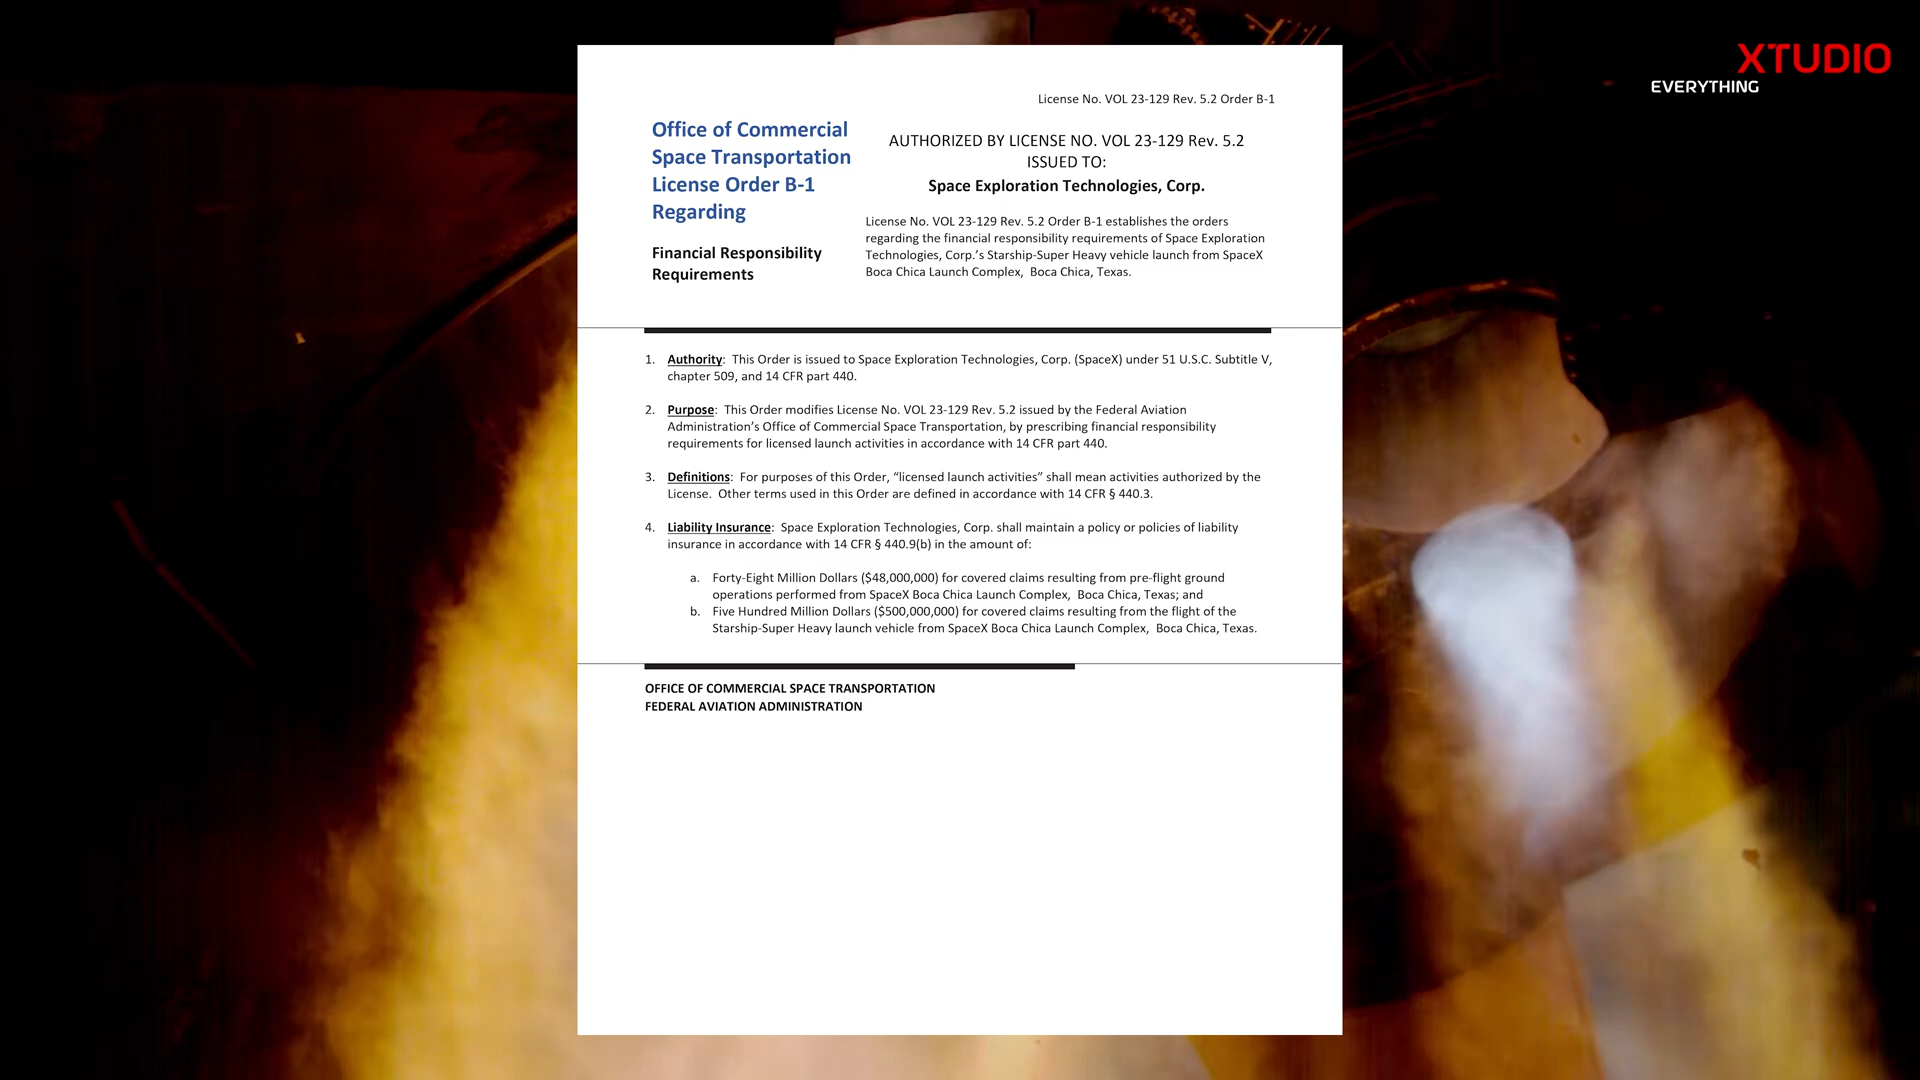 XTUDIO
EVERYTHING
License No. VOL 23-129 Rev. 5.2 Order B-1
Office of Commercial
Space Transportation
License Order B-1
Regarding
Financial Responsibility
Requirements
AUTHORIZED BY LICENSE NO. VOL 23-129 Rev. 5.2
ISSUED TO:
Space Exploration Technologies, Corp.
License No. VOL 23-129 Rev. 5.2 Order B-1 establishes the orders
regarding the financial responsibility requirements of Space Exploration
Technologies, Corp.’s Starship-Super Heavy vehicle launch from SpaceX
Boca Chica Launch Complex, Boca Chica, Texas.
1. Authority: This Order is issued to Space Exploration Technologies, Corp. (SpaceX) under 51 U.S.C. Subtitle V,
chapter 509, and 14 CFR part 440.
2. Purpose: This Order modifies License No. VOL 23-129 Rev. 5.2 issued by the Federal Aviation
Administration’s Office of Commercial Space Transportation, by prescribing financial responsibility
requirements for licensed launch activities in accordance with 14 CFR part 440.
3. Definitions: For purposes of this Order, “licensed launch activities” shall mean activities authorized by the
License. Other terms used in this Order are defined in accordance with 14 CFR § 440.3.
4. Liability Insurance: Space Exploration Technologies, Corp. shall maintain a policy or policies of liability
insurance in accordance with 14 CFR § 440.9(b) in the amount of:
a. Forty-Eight Million Dollars ($48,000,000) for covered claims resulting from pre-flight ground
operations performed from SpaceX Boca Chica Launch Complex, Boca Chica, Texas; and
b. Five Hundred Million Dollars ($500,000,000) for covered claims resulting from the flight of the
Starship-Super Heavy launch vehicle from SpaceX Boca Chica Launch Complex, Boca Chica, Texas.
OFFICE OF COMMERCIAL SPACE TRANSPORTATION
FEDERAL AVIATION ADMINISTRATION